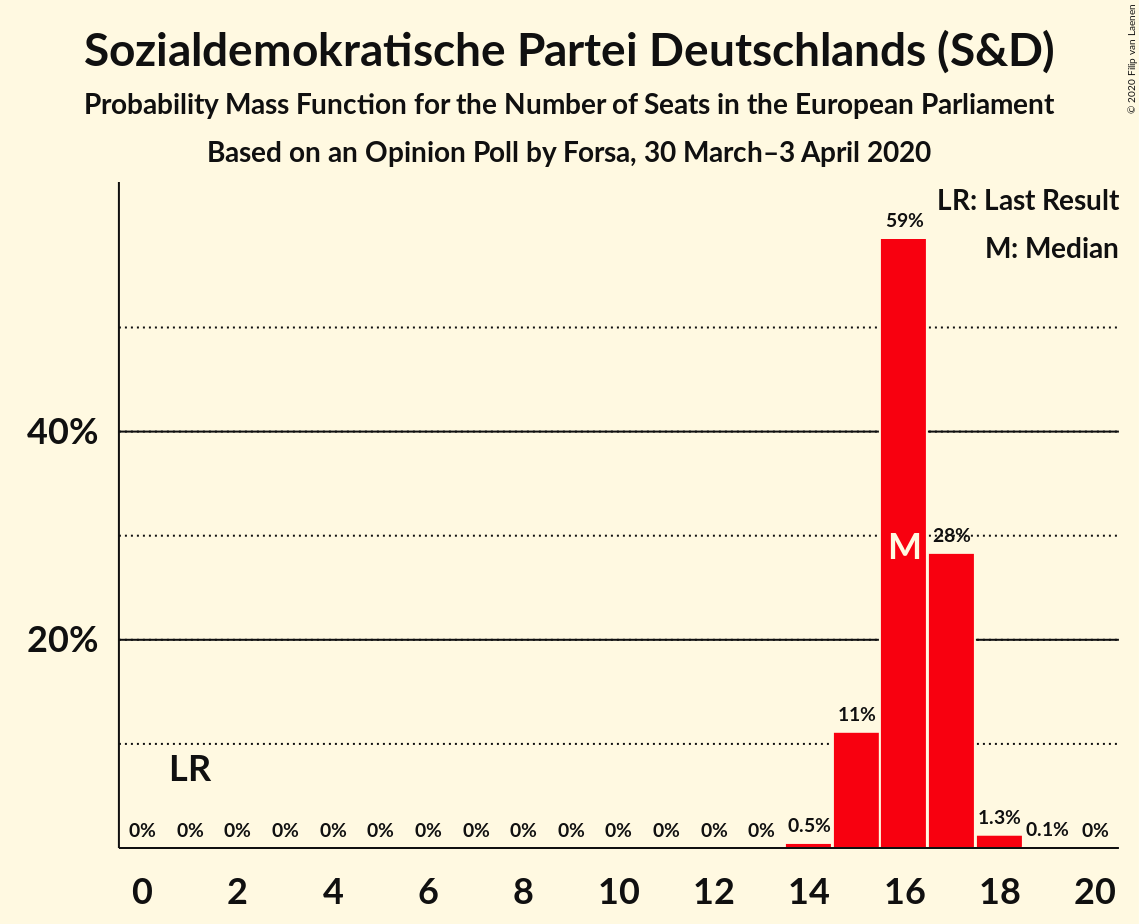 Sozialdemokratische Partei Deutschlands (S&D)
Probability Mass Function for the Number of Seats in the European Parliament
Based on an Opinion Poll by Forsa, 30 March–3 April 2020
© 2020 Filip van Laenen
LR: Last Result
M: Median
59%
40%
M
28%
20%
11%
LR
0% 0% 0% 0% 0% 0% 0% 0% 0% 0% 0% 0% 0% 0% 0.5% 1.3% 0.1% 0%
0 2 4 6 8 10 12 14 16 18 20